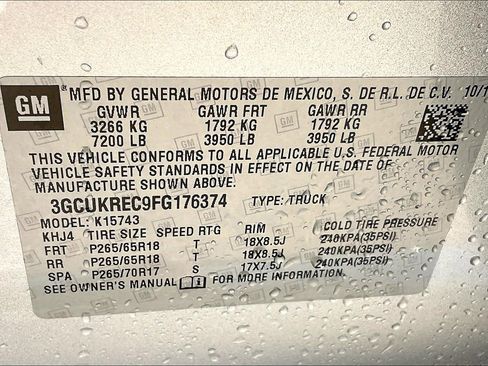 GM MFD BY GENERAL MOTORS DE MEXICO, S. DE R.L. DE C.V. 10/1
GVWR GAWR FRT GAWR RR
3266 KG 1792 KG 1792 KG
7200 LB 3950 LB 3950 LB
THIS VEHICLE CONFORMS TO ALL APPLICABLE U.S. FEDERAL MOTOR
VEHICLE SAFETY STANDARDS IN EFFECT ON THE DATE OF
MANUFACTURE SHOWN ABOVE.
3GCUKREC9FG176374 TYPE: TRUCK
MODEL: K15743
KHJ4 TIRE SIZE SPEED RTG RIM COLD TIRE PRESSURE
FRT P265/65R18 T 18X8.5J 240KPA(35PSI)
RR P265/65R18 T 18X8.5J 240KPA(35PSI)
SPA P265/70R17 S 17X7.5J 240KPA(35PSI)
SEE OWNER'S MANUAL FOR MORE INFORMATION.